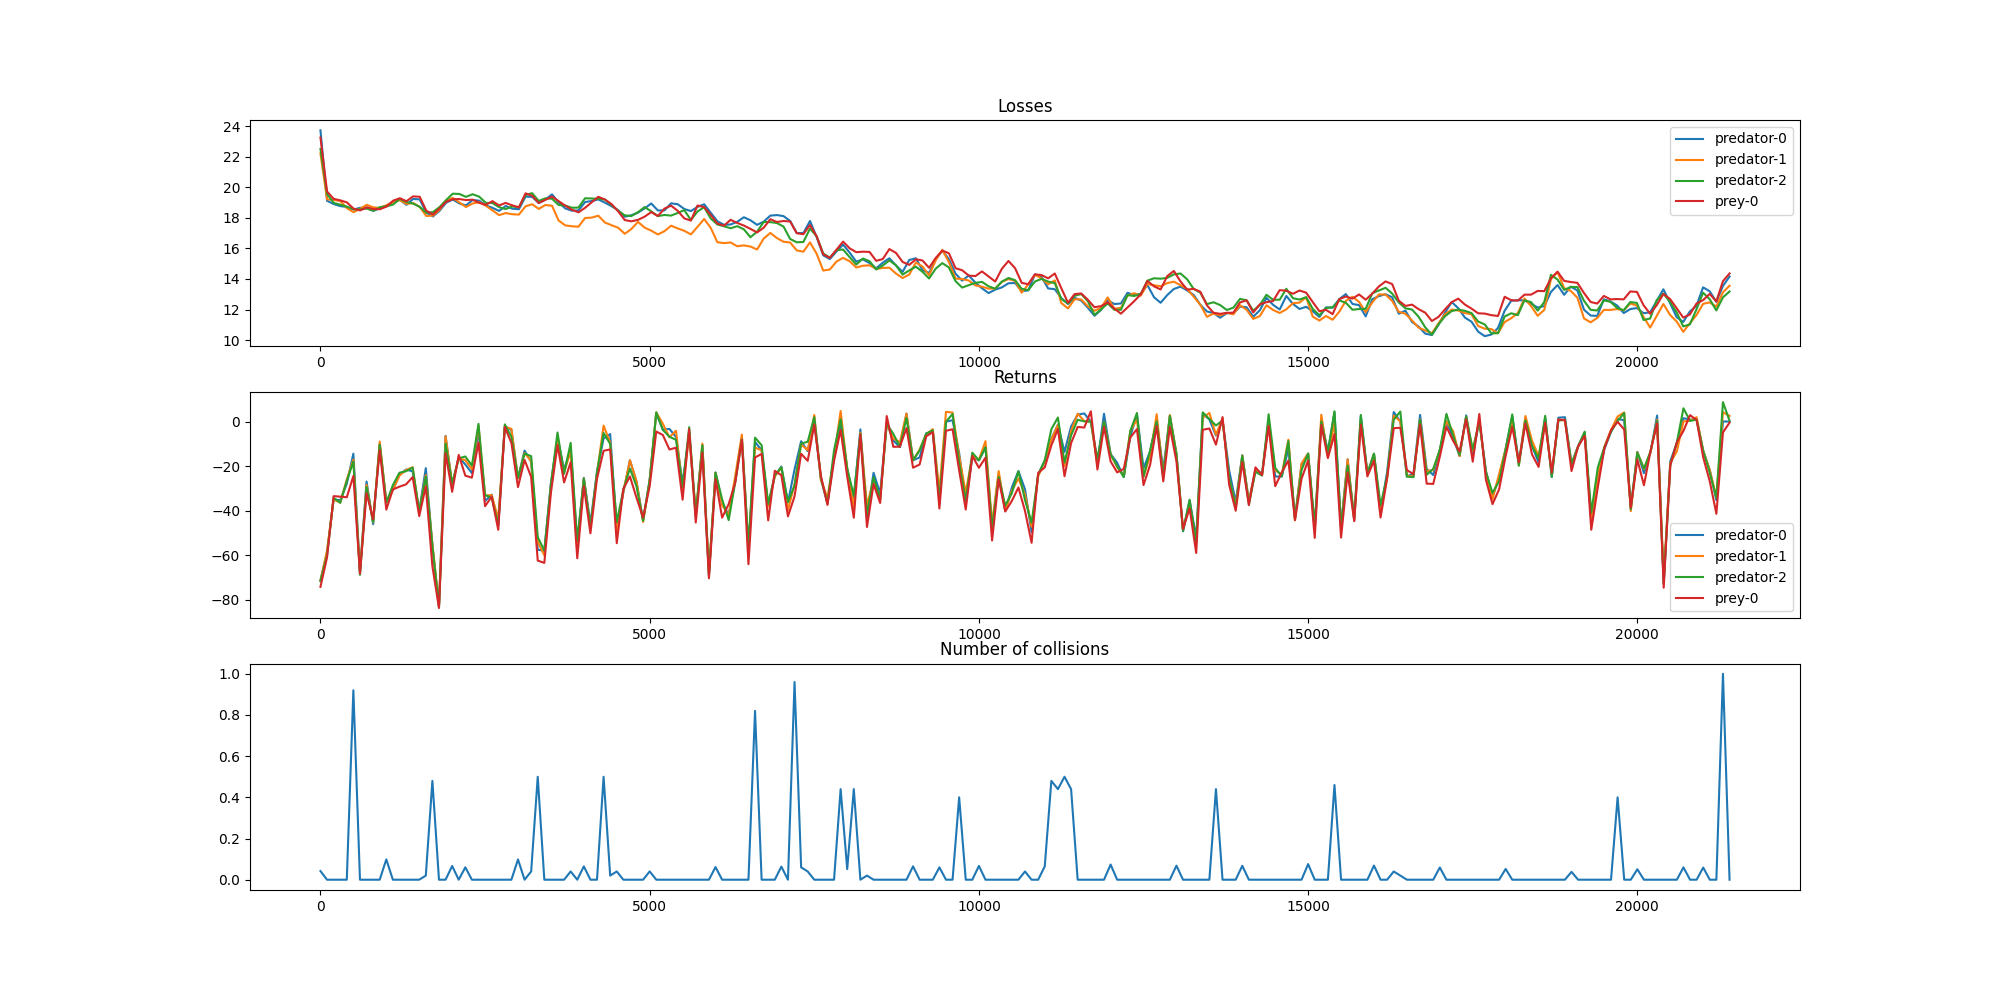 Losses
24
22
20
18
16
14
12
10
predator-0
predator-1
predator-2
prey-0
0 5000 10000 15000 20000
Returns
0
−20
−40
−60
−80
predator-0
predator-1
predator-2
prey-0
0 5000 10000 15000 20000
Number of collisions
1.0
0.8
0.6
0.4
0.2
0.0
0 5000 10000 15000 20000